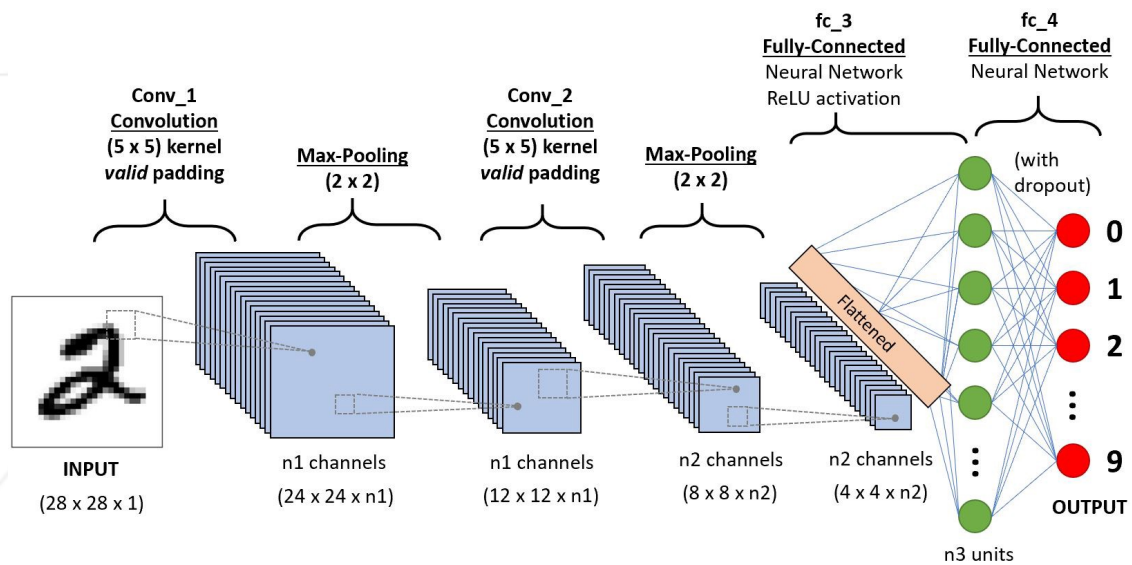 Conv_1
Convolution
(5 x 5) kernel
valid padding
Max-Pooling
(2 x 2)
Conv_2
Convolution
(5 x 5) kernel
valid padding
Max-Pooling
(2 x 2)
fc_3
Fully-Connected
Neural Network
ReLU activation
fc_4
Fully-Connected
Neural Network
(with
dropout)
Flattened
0
1
2
9
OUTPUT
2
INPUT
(28 x 28 x 1)
n1 channels
(24 x 24 x n1)
n1 channels
(12 x 12 x n1)
n2 channels
(8 x 8 x n2)
n2 channels
(4 x 4 x n2)
n3 units